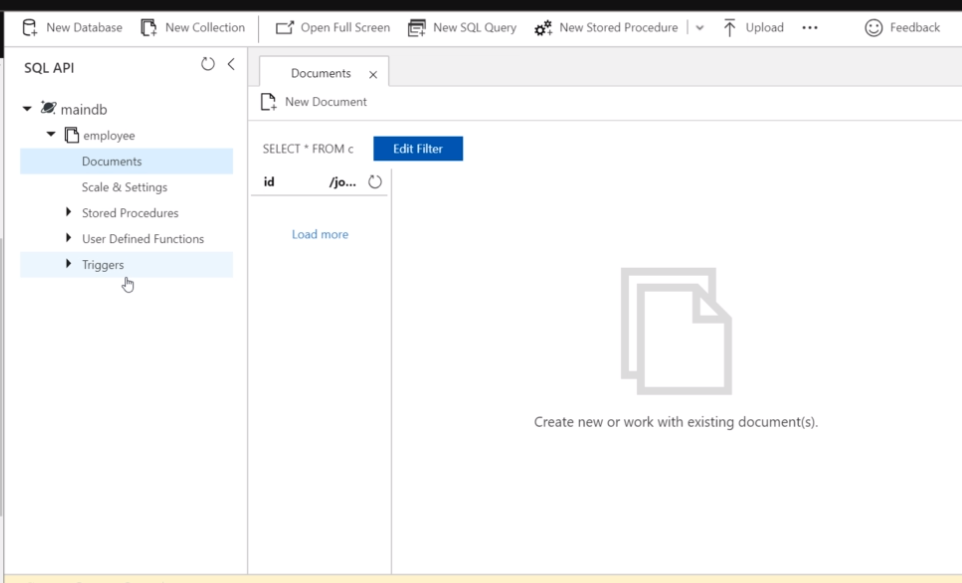 New Database New Collection Open Full Screen New SQL Query New Stored Procedure Upload ... Feedback
SQL API
maindb
employee
Documents
Scale & Settings
Stored Procedures
User Defined Functions
Triggers
Documents
New Document
SELECT * FROM c Edit Filter
id /jo...
Load more
Create new or work with existing document(s).